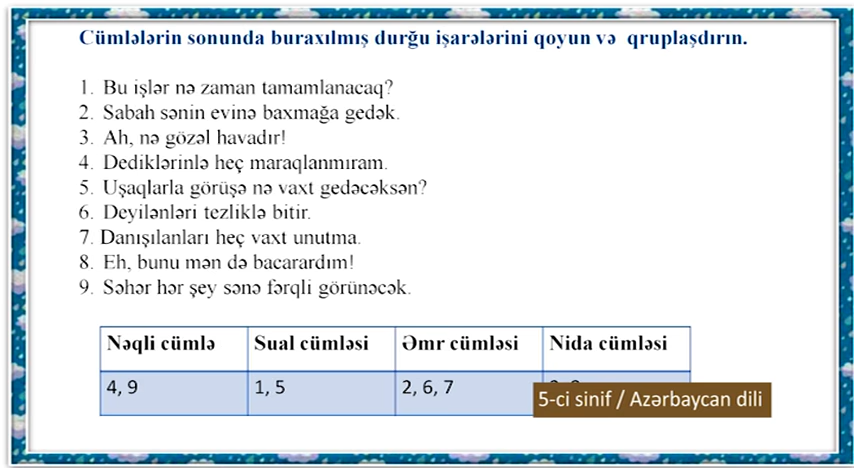 Cümlələrin sonunda buraxılmış durğu işarələrini qoyun və qruplaşdırın.
1. Bu işlər nə zaman tamamlanacaq?
2. Sabah sənin evinə baxmağa gedək.
3. Ah, nə gözəl havadır!
4. Dediklərinlə heç maraqlanmıram.
5. Uşaqlarla görüşə nə vaxt gedəcəksən?
6. Deyilənləri tezliklə bitir.
7. Danışılanları heç vaxt unutma.
8. Eh, bunu mən də bacarardım!
9. Səhər hər şey sənə fərqli görünəcək.
Nəqli cümlə Sual cümləsi Əmr cümləsi Nida cümləsi
4, 9 1, 5 2, 6, 7
5-ci sinif / Azərbaycan dili